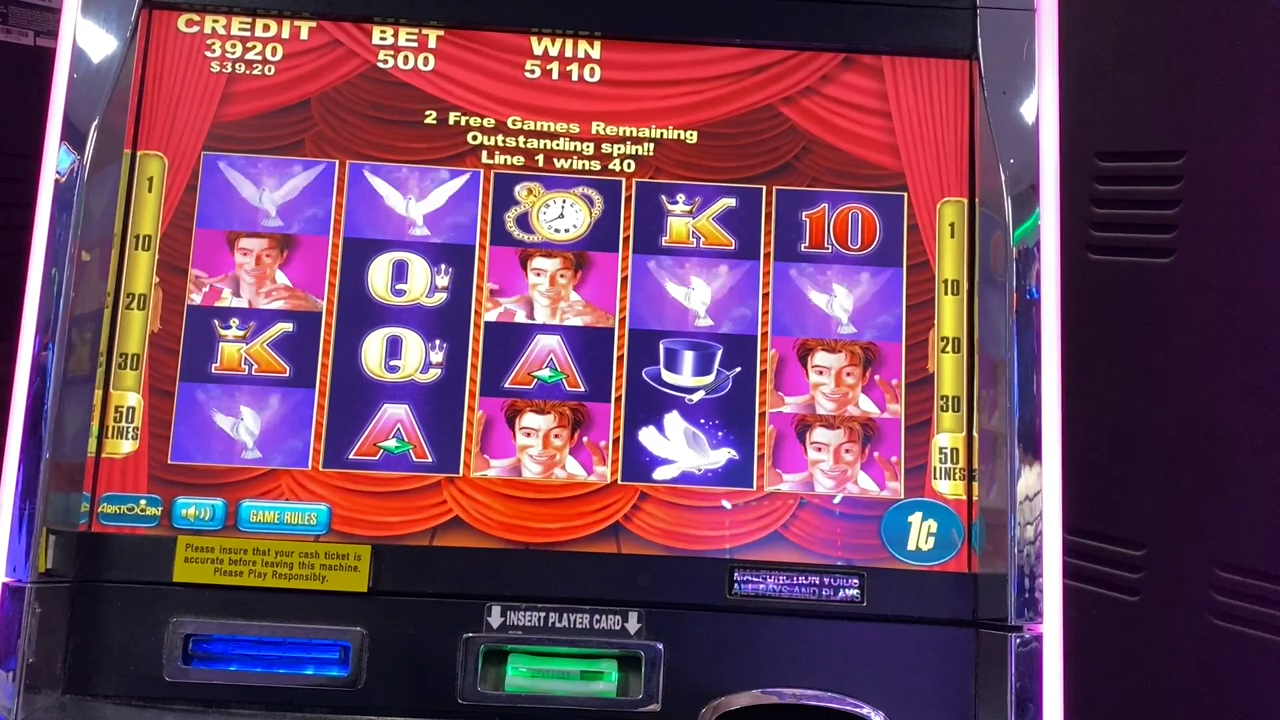 CREDIT BET WIN
3920 500 5110
$39.20
2 Free Games Remaining
Outstanding spin!!
Line 1 wins 40
1
10
20
30
50
LINES
K
10
Q
K
Q
A
A
1
10
20
30
50
LINES
ARISTOCRAT
GAME RULES
1¢
Please insure that your cash ticket is
accurate before leaving this machine.
Please Play Responsibly.
MALFUNCTION VOIDS
ALL PAYS AND PLAYS
INSERT PLAYER CARD